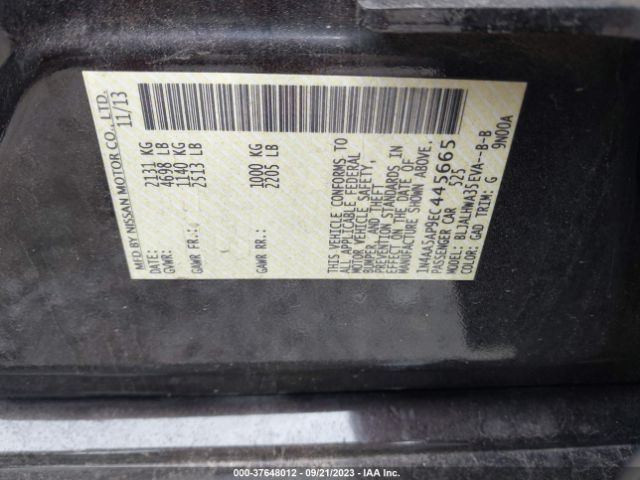 MFD BY NISSAN MOTOR CO., LTD.
DATE: 11/13
GVWR: 2131 KG
4698 LB
GAWR FR.: 1140 KG
2513 LB
GAWR RR.: 1000 KG
2205 LB
THIS VEHICLE CONFORMS TO
ALL APPLICABLE FEDERAL
MOTOR VEHICLE SAFETY,
BUMPER, AND THEFT
PREVENTION STANDARDS IN
EFFECT ON THE DATE OF
MANUFACTURE SHOWN ABOVE.
1N4AA5AP9EC445665
PASSENGER CAR 525
MODEL: BLJALHWA35EVA--B-B
COLOR: GAD TRIM: G 9N00A
000-37648012 - 09/21/2023 - IAA Inc.